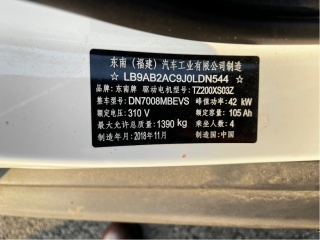 东南（福建）汽车工业有限公司制造
☆ LB9AB2AC9J0LDN544 ☆
品牌：东南牌 驱动电机型号：TZ200XS03Z
整车型号：DN7008MBEVS 峰值功率：42 kW
额定电压：310 V 额定容量：105 Ah
最大允许总质量：1390 kg 乘坐人数：4
制造年月：2018年11月 制造国：中国